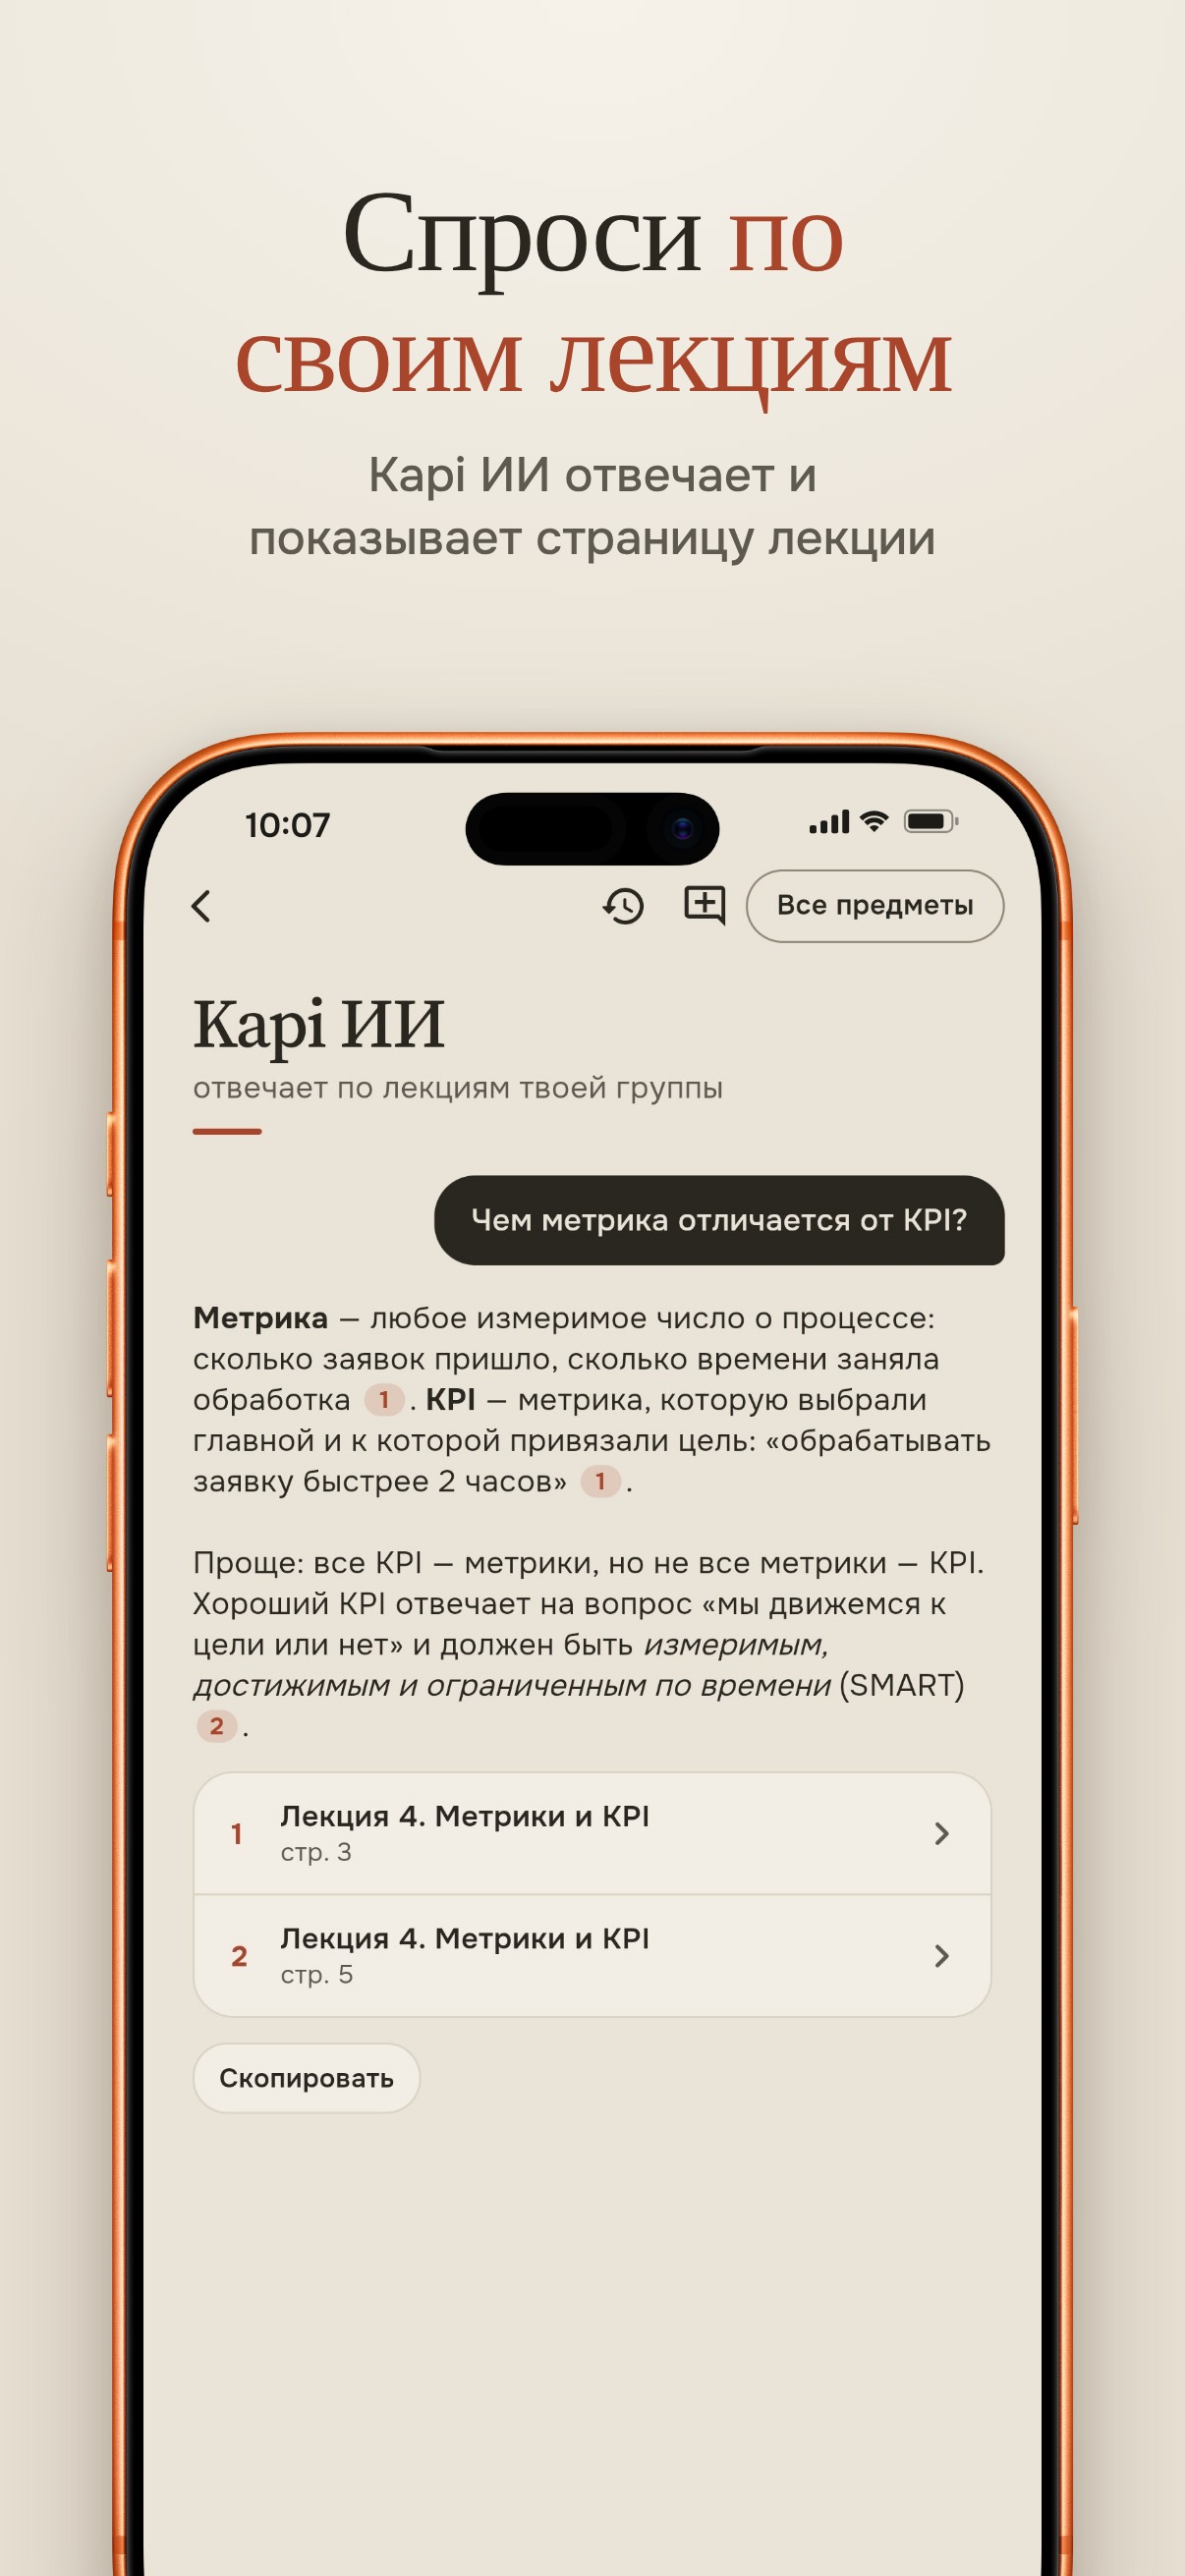 Спроси по
своим лекциям
Kapi ИИ отвечает и
показывает страницу лекции
10:07
Все предметы
Kapi ИИ
отвечает по лекциям твоей группы
Чем метрика отличается от KPI?
Метрика — любое измеримое число о процессе:
сколько заявок пришло, сколько времени заняла
обработка 1. KPI — метрика, которую выбрали
главной и к которой привязали цель: «обрабатывать
заявку быстрее 2 часов» 1.
Проще: все KPI — метрики, но не все метрики — KPI.
Хороший KPI отвечает на вопрос «мы движемся к
цели или нет» и должен быть измеримым,
достижимым и ограниченным по времени (SMART)
2.
1 Лекция 4. Метрики и KPI
стр. 3
2 Лекция 4. Метрики и KPI
стр. 5
Скопировать